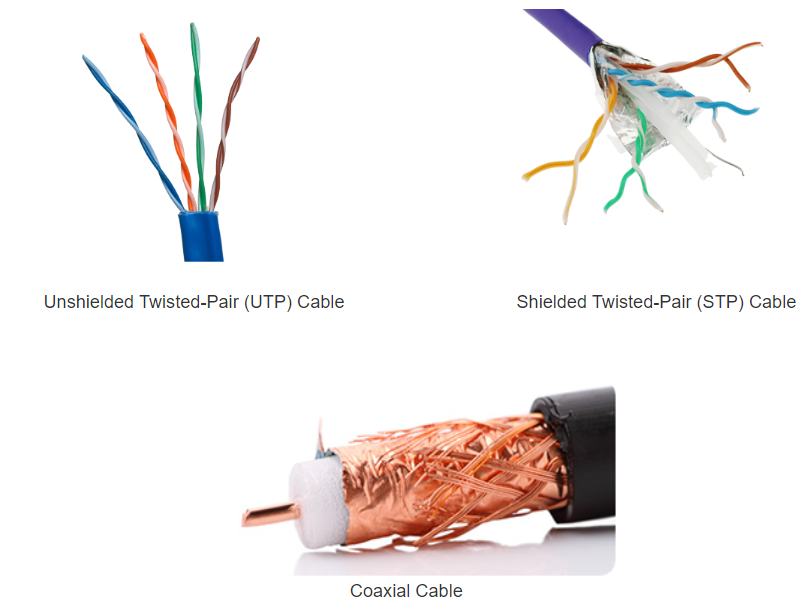 Unshielded Twisted-Pair (UTP) Cable
Shielded Twisted-Pair (STP) Cable
Coaxial Cable